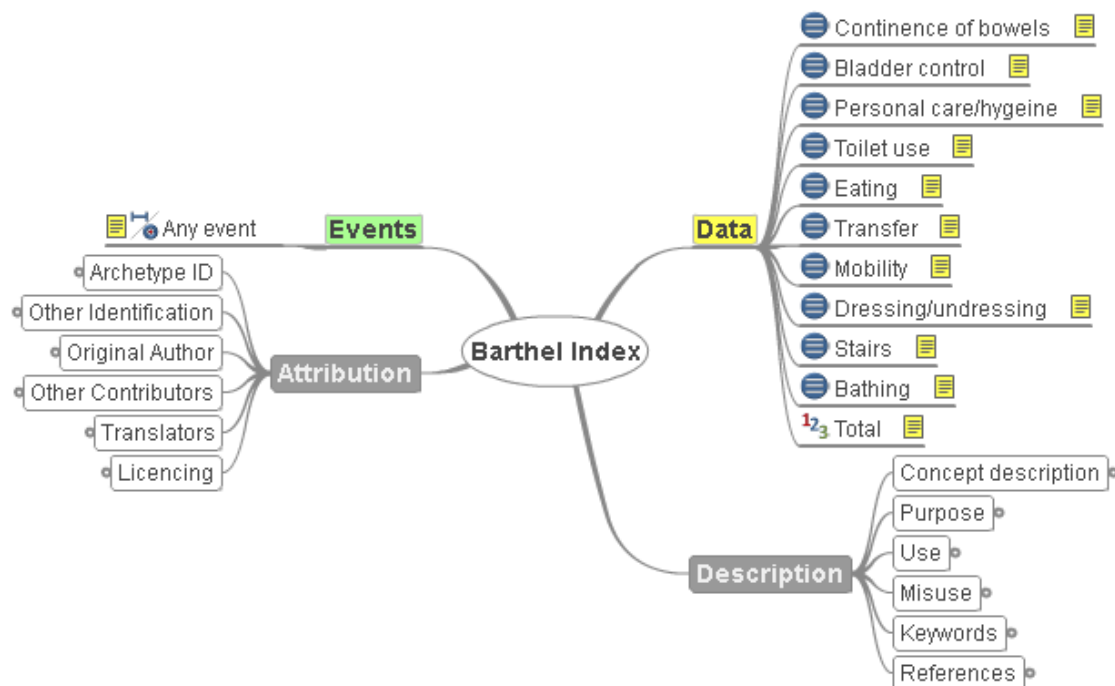 Continence of bowels
Bladder control
Personal care/hygeine
Toilet use
Eating
Any event
Events
Data
Transfer
Archetype ID
Mobility
Other Identification
Dressing/undressing
Original Author
Barthel Index
Stairs
Attribution
Other Contributors
Bathing
Translators
123 Total
Licencing
Concept description
Purpose
Use
Description
Misuse
Keywords
References